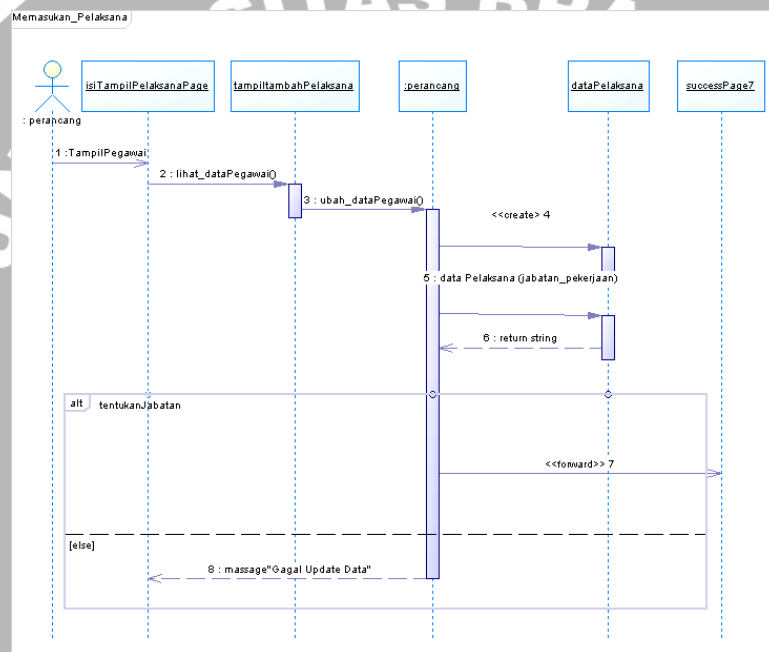 Memasukan_Pelaksana
isiTampilPelaksanaPage
tampiltambahPelaksana
:perancang
dataPelaksana
successPage7
: perancang
1 :TampilPegawai
2 : lihat_dataPegawai()
3 : ubah_dataPegawai()
<<create> 4
5 : data Pelaksana (jabatan_pekerjaan)
6 : return string
alt
tentukanJabatan
<<forward>> 7
[else]
8 : massage"Gagal Update Data"